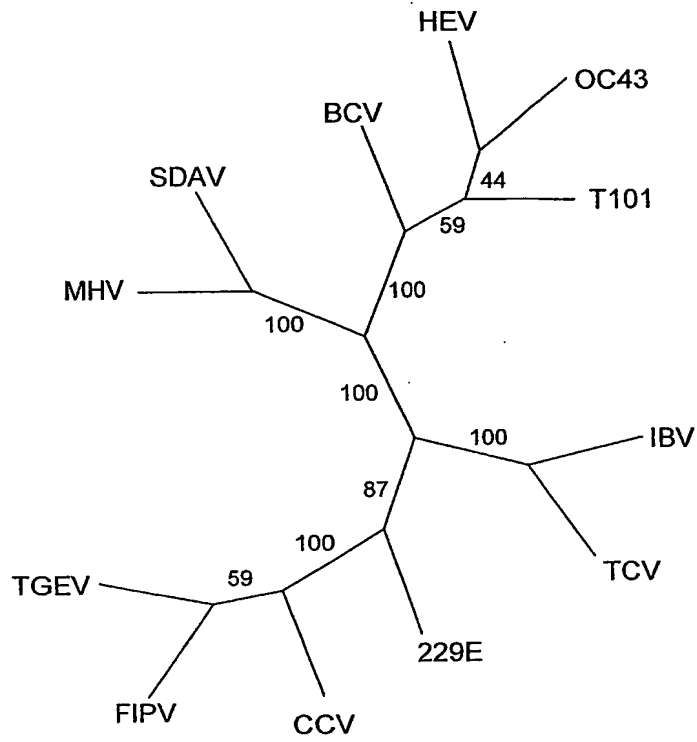 HEV
OC43
BCV
SDAV
44
T101
59
MHV
100
100
100
100
IBV
87
100
TCV
59
TGEV
229E
FIPV
CCV